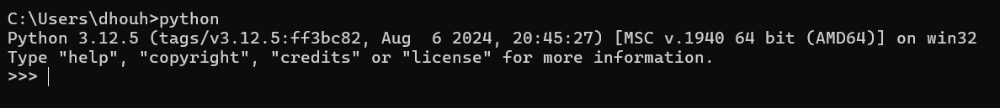 C:\Users\dhouh>python
Python 3.12.5 (tags/v3.12.5:ff3bc82, Aug  6 2024, 20:45:27) [MSC v.1940 64 bit (AMD64)] on win32
Type "help", "copyright", "credits" or "license" for more information.
>>>